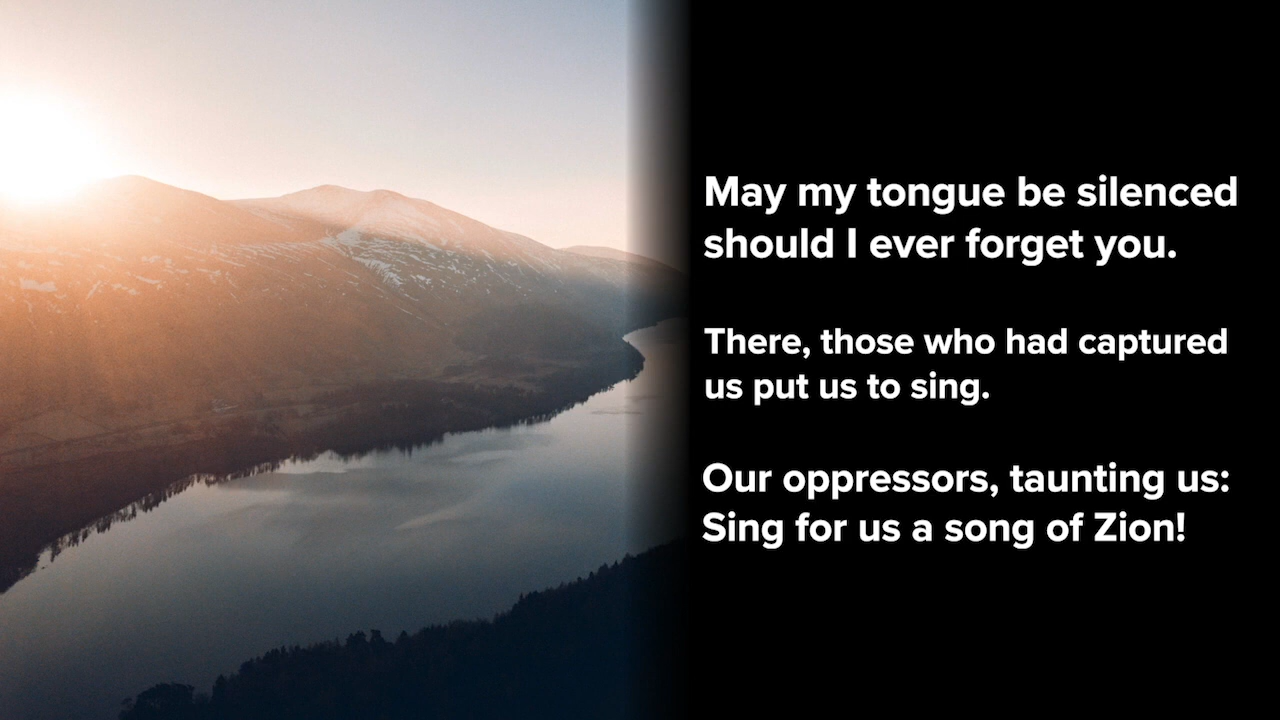 May my tongue be silenced
should I ever forget you.
There, those who had captured
us put us to sing.
Our oppressors, taunting us:
Sing for us a song of Zion!